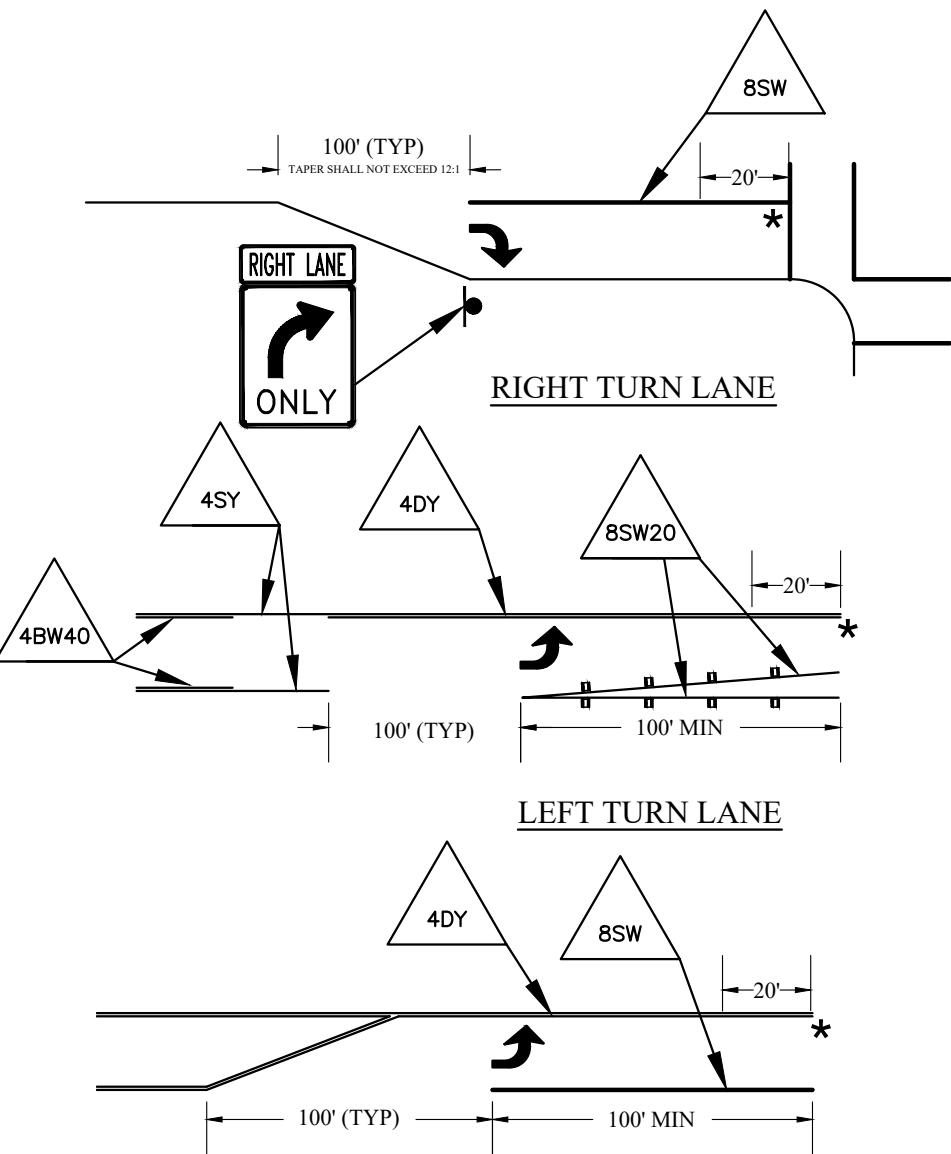 8SW
100' (TYP)
TAPER SHALL NOT EXCEED 12:1
20'
*
RIGHT LANE
ONLY
RIGHT TURN LANE
4SY
4DY
8SW20
20'
4BW40
*
100' (TYP)
100' MIN
LEFT TURN LANE
4DY
8SW
20'
*
100' (TYP)
100' MIN